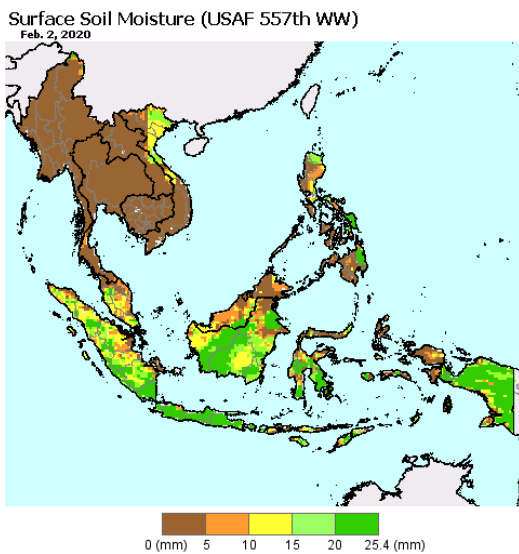 Surface Soil Moisture (USAF 557th WW)
Feb. 2, 2020
0 (mm) 5 10 15 20 25.4 (mm)